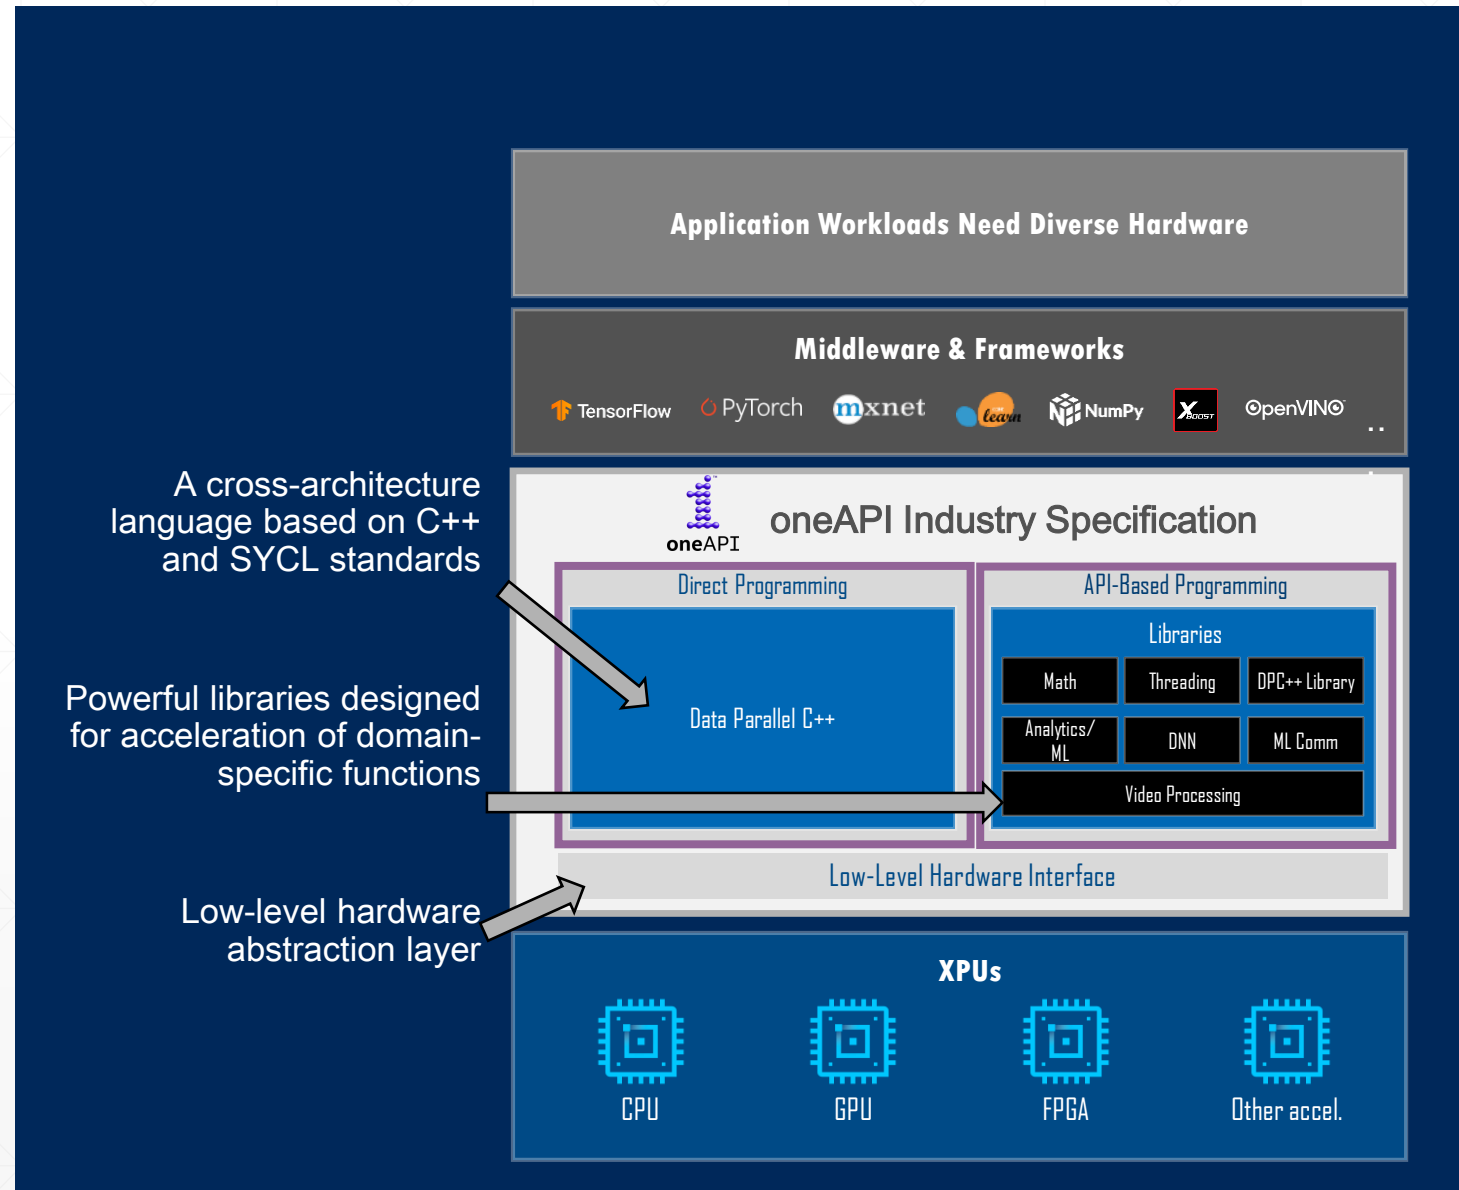 Application Workloads Need Diverse Hardware
Middleware & Frameworks
TensorFlow
PyTorch
mxnet
learn
NumPy
XBOOST
OpenVINO
..
.
A cross-architecture
language based on C++
and SYCL standards
oneAPI
oneAPI Industry Specification
Direct Programming
Data Parallel C++
API-Based Programming
Libraries
Math
Threading
DPC++ Library
Analytics/
ML
DNN
ML Comm
Video Processing
Powerful libraries designed
for acceleration of domain-
specific functions
Low-Level Hardware Interface
Low-level hardware
abstraction layer
XPUs
CPU
GPU
FPGA
Other accel.